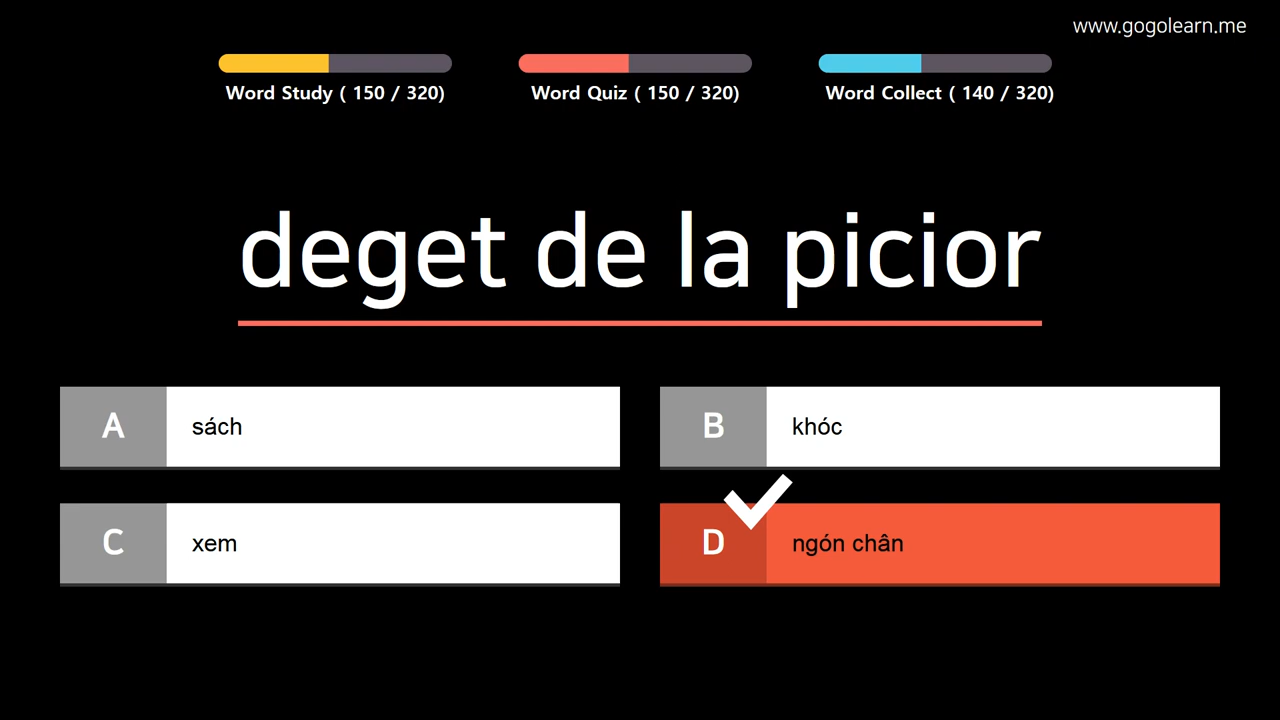 www.gogolearn.me
Word Study ( 150 / 320)
Word Quiz ( 150 / 320)
Word Collect ( 140 / 320)
deget de la picior
A
sách
B
khóc
C
xem
D
ngón chân